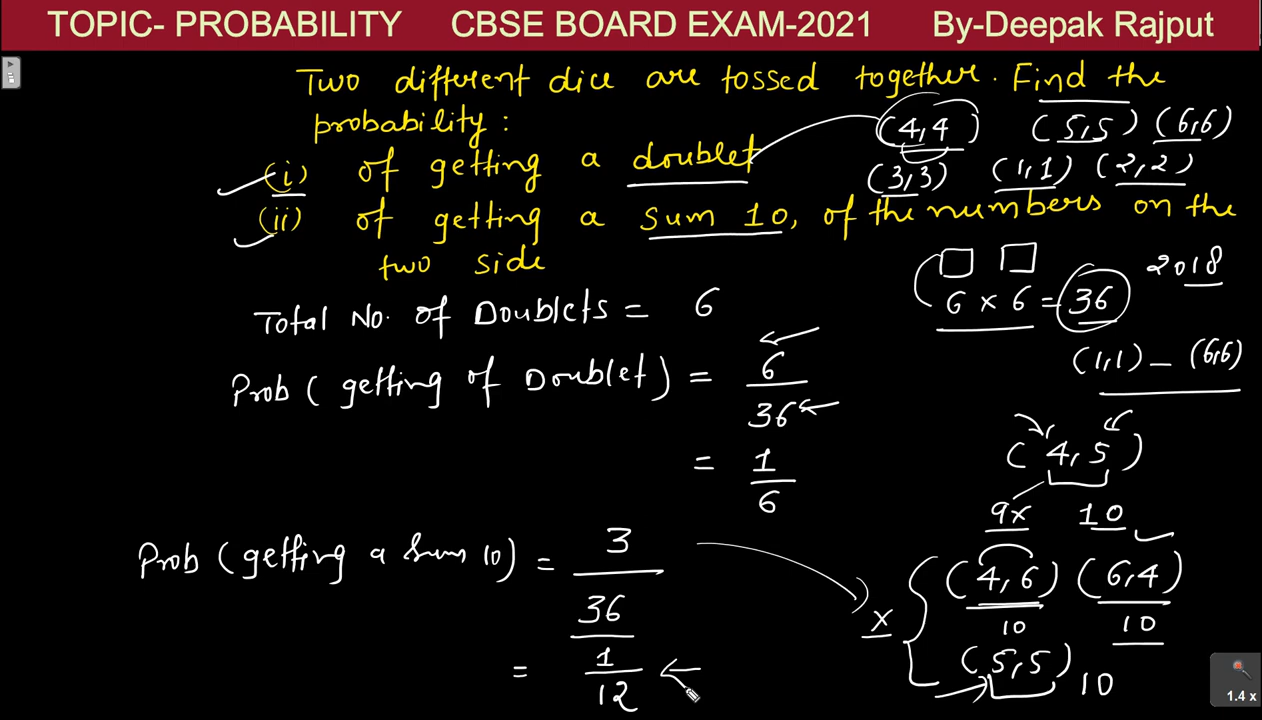 TOPIC- PROBABILITY CBSE BOARD EXAM-2021 By-Deepak Rajput
Two different dice are tossed together. Find the
probability:
(4,4) (5,5) (6,6)
(i) of getting a doublet
(3,3) (1,1) (2,2)
(ii) of getting a sum 10, of the numbers on the
two side
2018
6 × 6 = 36
Total No. of Doublets = 6
(1,1) – (6,6)
Prob ( getting of Doublet) = 6
36
(4,5)
= 1
6
9x 10
Prob (getting a sum 10) = 3
36
(4,6) (6,4)
10 10
x
(5,5) 10
= 1
12
1.4 x